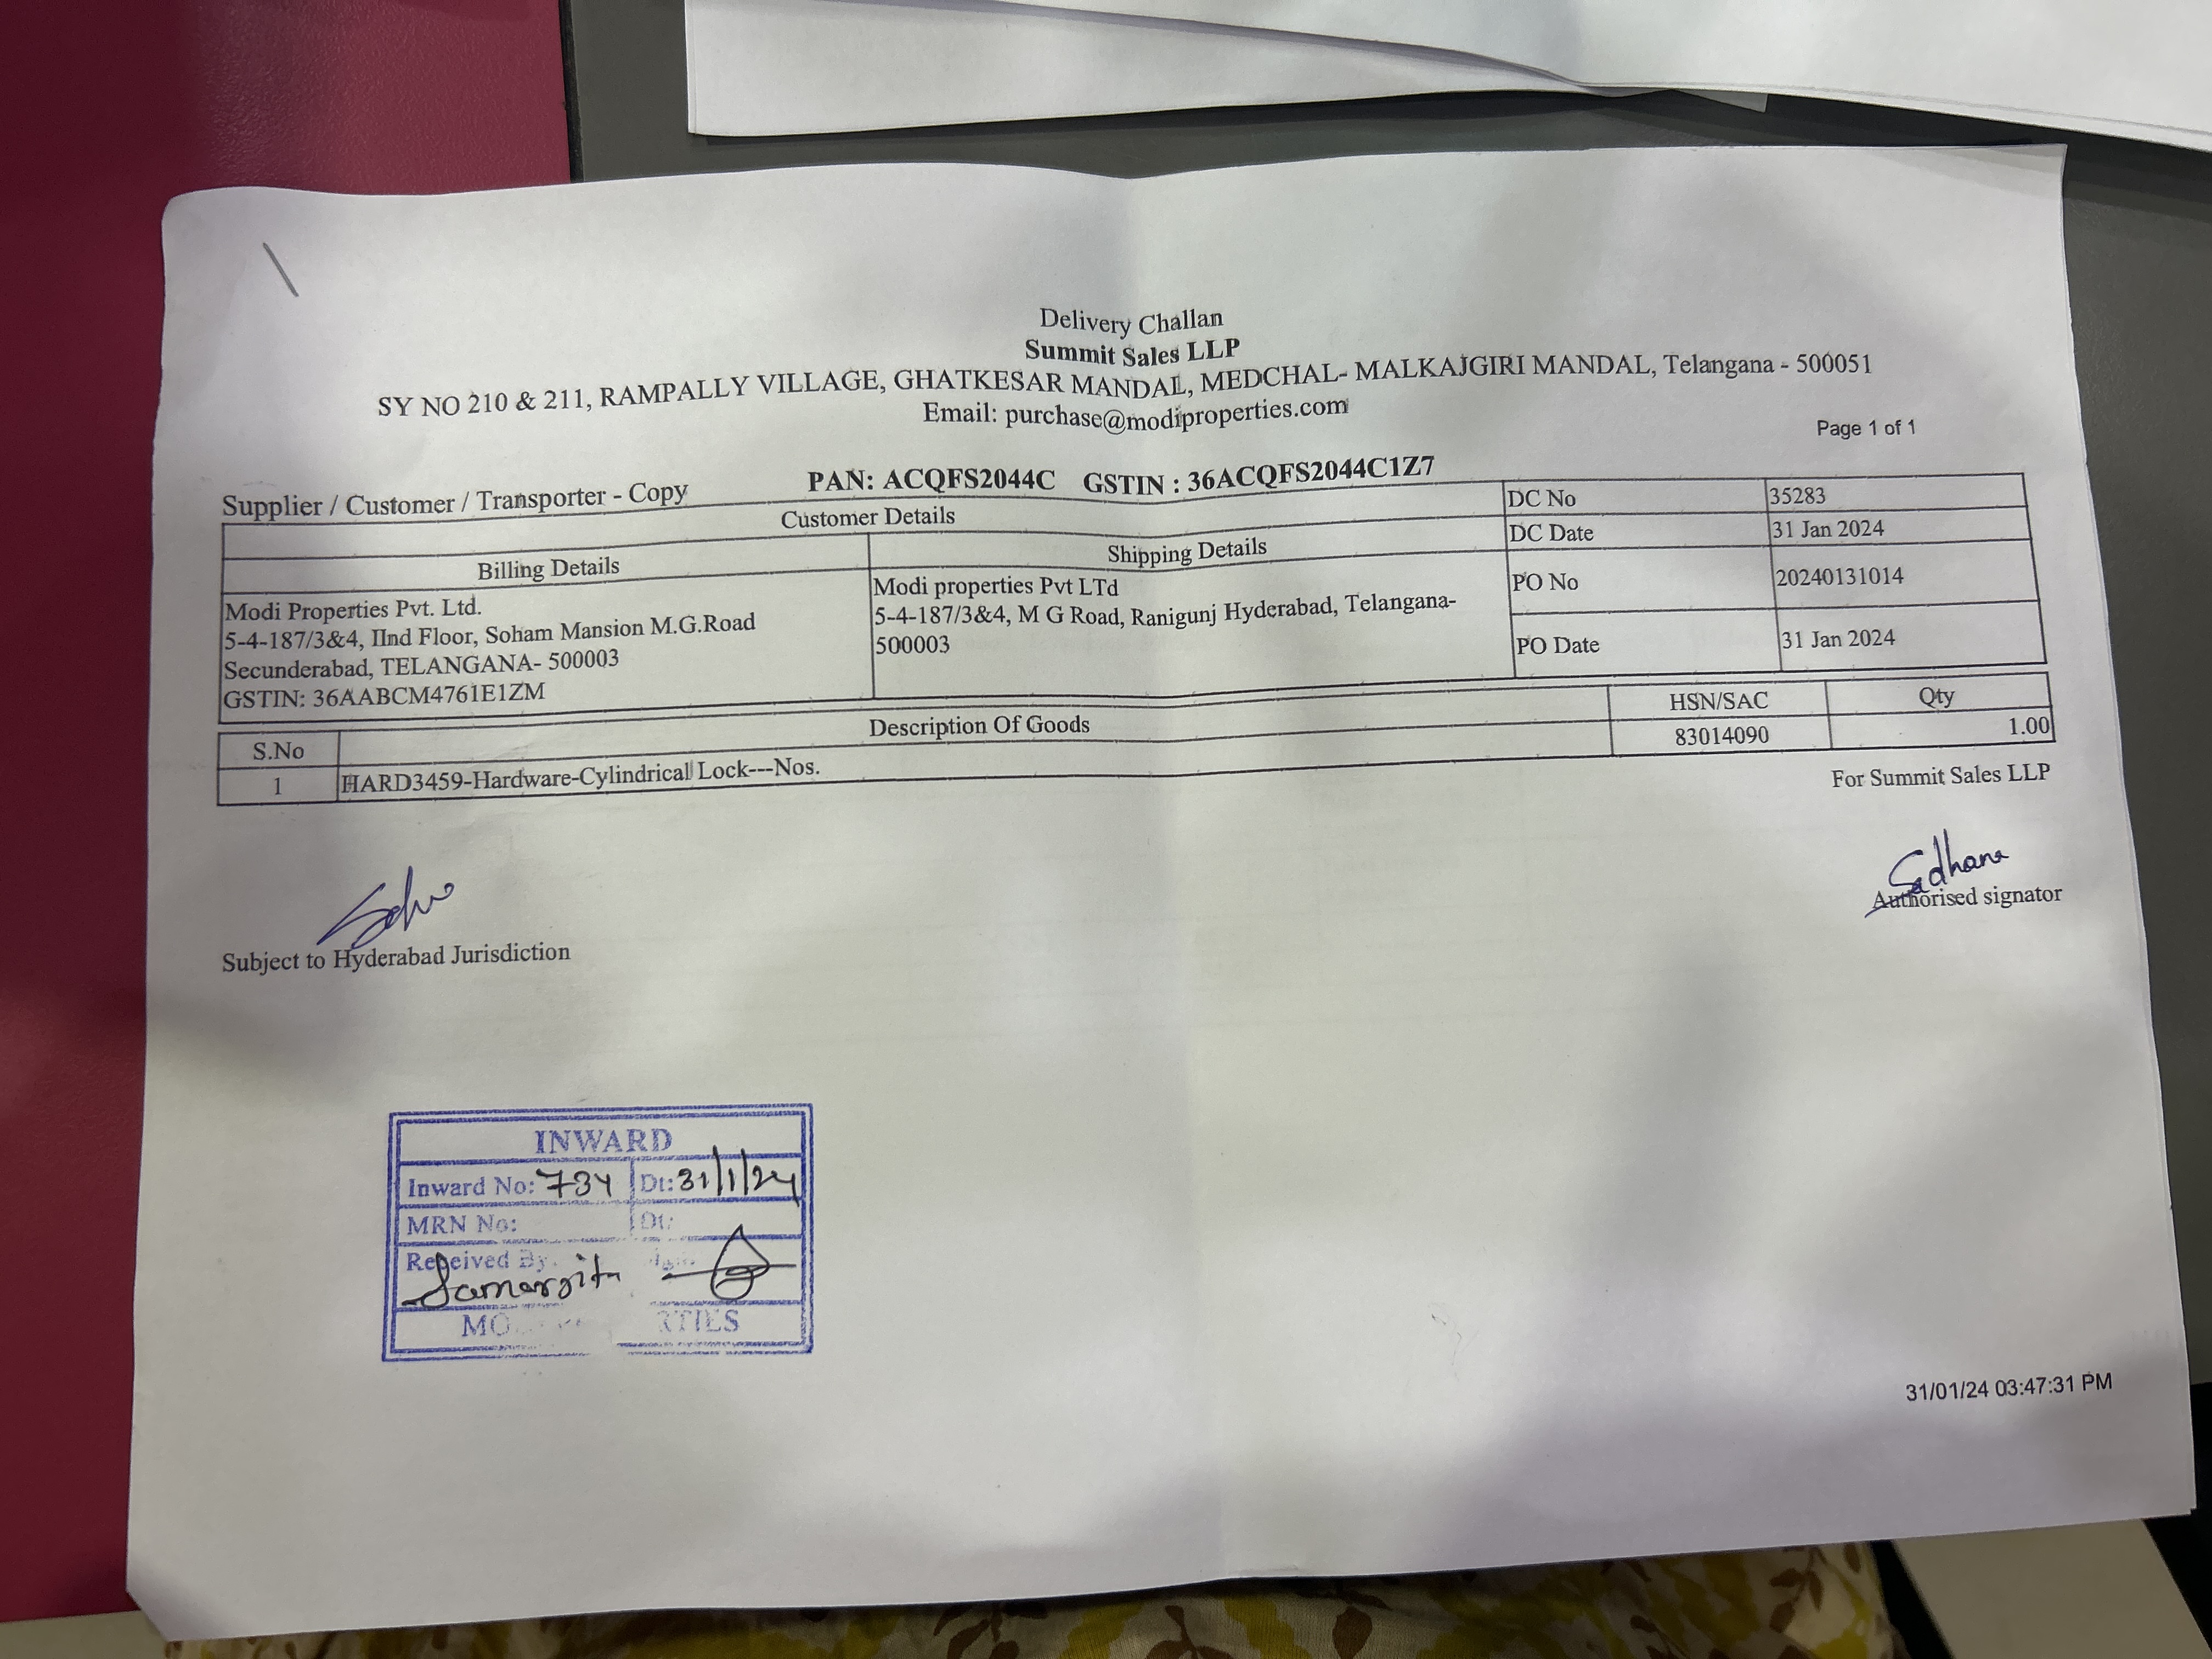 Delivery Challan
Summit Sales LLP
SY NO 210 & 211, RAMPALLY VILLAGE, GHATKESAR MANDAL, MEDCHAL- MALKAJGIRI MANDAL, Telangana - 500051
Email: purchase@modiproperties.com
Page 1 of 1
PAN: ACQFS2044C GSTIN : 36ACQFS2044C1Z7
Supplier / Customer / Transporter - Copy
Customer Details
Billing Details
Modi Properties Pvt. Ltd.
5-4-187/3&4, IInd Floor, Soham Mansion M.G.Road
Secunderabad, TELANGANA- 500003
GSTIN: 36AABCM4761E1ZM
Shipping Details
Modi properties Pvt LTd
5-4-187/3&4, M G Road, Ranigunj Hyderabad, Telangana-
500003
DC No 35283
DC Date 31 Jan 2024
PO No 20240131014
PO Date 31 Jan 2024
S.No Description Of Goods HSN/SAC Qty
1 HARD3459-Hardware-Cylindrical Lock---Nos. 83014090 1.00
For Summit Sales LLP
Sadhana
Authorised signator
Subject to Hyderabad Jurisdiction
INWARD
Inward No: 734 Dt: 31/1/24
MRN No: Dt:
Received By:
31/01/24 03:47:31 PM